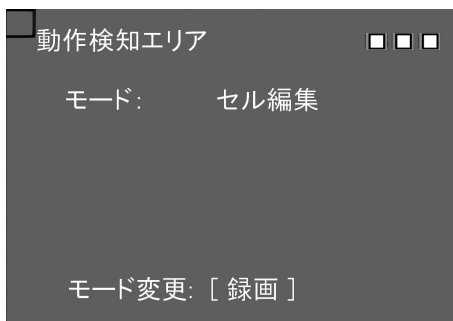 動作検知エリア
モード: セル編集
モード変更: [ 録画 ]